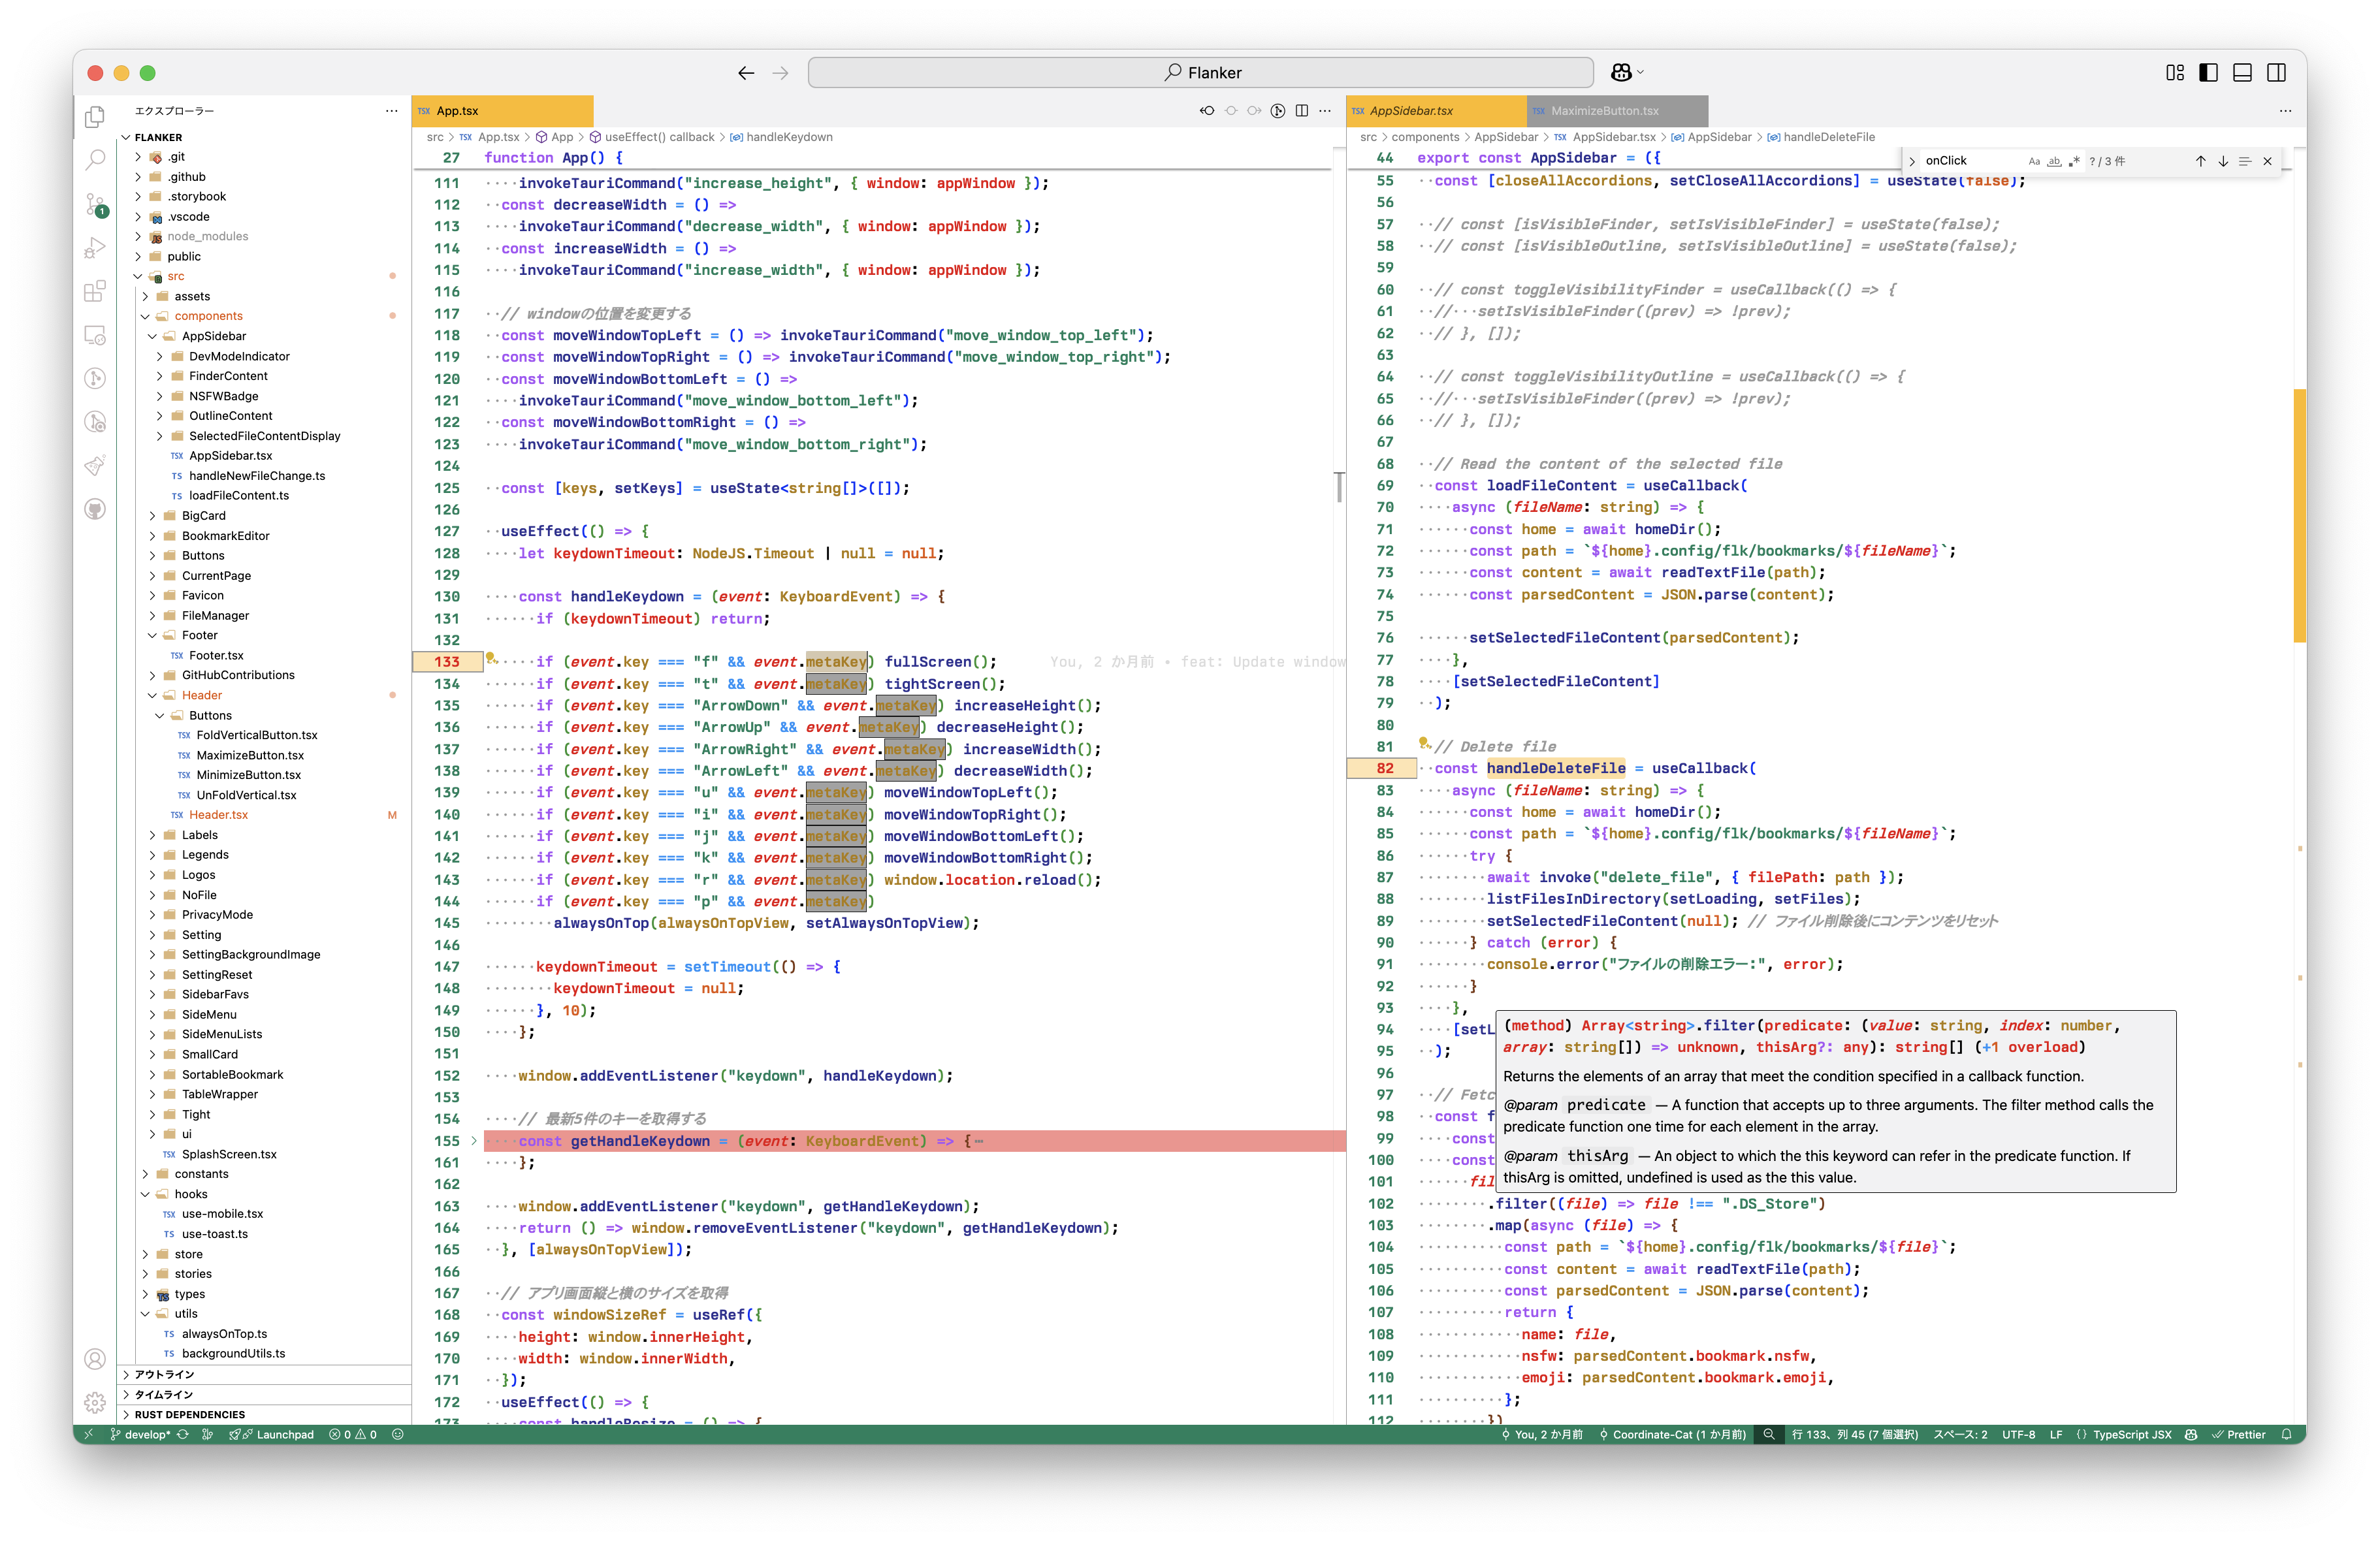 Flanker
エクスプローラー
FLANKER
.git
.github
.storybook
.vscode
node_modules
public
src
assets
components
AppSidebar
DevModeIndicator
FinderContent
NSFWBadge
OutlineContent
SelectedFileContentDisplay
TSX AppSidebar.tsx
TS handleNewFileChange.ts
TS loadFileContent.ts
BigCard
BookmarkEditor
Buttons
CurrentPage
Favicon
FileManager
Footer
TSX Footer.tsx
GitHubContributions
Header
Buttons
TSX FoldVerticalButton.tsx
TSX MaximizeButton.tsx
TSX MinimizeButton.tsx
TSX UnFoldVertical.tsx
TSX Header.tsx M
Labels
Legends
Logos
NoFile
PrivacyMode
Setting
SettingBackgroundImage
SettingReset
SidebarFavs
SideMenu
SideMenuLists
SmallCard
SortableBookmark
TableWrapper
Tight
ui
TSX SplashScreen.tsx
constants
hooks
TSX use-mobile.tsx
TS use-toast.ts
store
stories
types
utils
TS alwaysOnTop.ts
TS backgroundUtils.ts
アウトライン
タイムライン
RUST DEPENDENCIES
1
TSX App.tsx
src > TSX App.tsx > App > useEffect() callback > handleKeydown
27 function App() {
111 ····invokeTauriCommand("increase_height", { window: appWindow });
112 ··const decreaseWidth = () =>
113 ····invokeTauriCommand("decrease_width", { window: appWindow });
114 ··const increaseWidth = () =>
115 ····invokeTauriCommand("increase_width", { window: appWindow });
116
117 ··// windowの位置を変更する
118 ··const moveWindowTopLeft = () => invokeTauriCommand("move_window_top_left");
119 ··const moveWindowTopRight = () => invokeTauriCommand("move_window_top_right");
120 ··const moveWindowBottomLeft = () =>
121 ····invokeTauriCommand("move_window_bottom_left");
122 ··const moveWindowBottomRight = () =>
123 ····invokeTauriCommand("move_window_bottom_right");
124
125 ··const [keys, setKeys] = useState<string[]>([]);
126
127 ··useEffect(() => {
128 ····let keydownTimeout: NodeJS.Timeout | null = null;
129
130 ····const handleKeydown = (event: KeyboardEvent) => {
131 ······if (keydownTimeout) return;
132
133 ······if (event.key === "f" && event.metaKey) fullScreen(); You, 2 か月前 • feat: Update window
134 ······if (event.key === "t" && event.metaKey) tightScreen();
135 ······if (event.key === "ArrowDown" && event.metaKey) increaseHeight();
136 ······if (event.key === "ArrowUp" && event.metaKey) decreaseHeight();
137 ······if (event.key === "ArrowRight" && event.metaKey) increaseWidth();
138 ······if (event.key === "ArrowLeft" && event.metaKey) decreaseWidth();
139 ······if (event.key === "u" && event.metaKey) moveWindowTopLeft();
140 ······if (event.key === "i" && event.metaKey) moveWindowTopRight();
141 ······if (event.key === "j" && event.metaKey) moveWindowBottomLeft();
142 ······if (event.key === "k" && event.metaKey) moveWindowBottomRight();
143 ······if (event.key === "r" && event.metaKey) window.location.reload();
144 ······if (event.key === "p" && event.metaKey)
145 ········alwaysOnTop(alwaysOnTopView, setAlwaysOnTopView);
146
147 ······keydownTimeout = setTimeout(() => {
148 ········keydownTimeout = null;
149 ······}, 10);
150 ····};
151
152 ····window.addEventListener("keydown", handleKeydown);
153
154 ····// 最新5件のキーを取得する
155 ····const getHandleKeydown = (event: KeyboardEvent) => {⋯
161 ····};
162
163 ····window.addEventListener("keydown", getHandleKeydown);
164 ····return () => window.removeEventListener("keydown", getHandleKeydown);
165 ··}, [alwaysOnTopView]);
166
167 ··// アプリ画面縦と横のサイズを取得
168 ··const windowSizeRef = useRef({
169 ····height: window.innerHeight,
170 ····width: window.innerWidth,
171 ··});
172 ··useEffect(() => {
173 ····const handleResize = () => {
TSX AppSidebar.tsx
TSX MaximizeButton.tsx
src > components > AppSidebar > TSX AppSidebar.tsx > AppSidebar > handleDeleteFile
onClick Aa ab .* ? / 3 件
44 export const AppSidebar = ({
55 ··const [closeAllAccordions, setCloseAllAccordions] = useState(false);
56
57 ··// const [isVisibleFinder, setIsVisibleFinder] = useState(false);
58 ··// const [isVisibleOutline, setIsVisibleOutline] = useState(false);
59
60 ··// const toggleVisibilityFinder = useCallback(() => {
61 ··//···setIsVisibleFinder((prev) => !prev);
62 ··// }, []);
63
64 ··// const toggleVisibilityOutline = useCallback(() => {
65 ··//···setIsVisibleFinder((prev) => !prev);
66 ··// }, []);
67
68 ··// Read the content of the selected file
69 ··const loadFileContent = useCallback(
70 ····async (fileName: string) => {
71 ······const home = await homeDir();
72 ······const path = `${home}.config/flk/bookmarks/${fileName}`;
73 ······const content = await readTextFile(path);
74 ······const parsedContent = JSON.parse(content);
75
76 ······setSelectedFileContent(parsedContent);
77 ····},
78 ····[setSelectedFileContent]
79 ··);
80
81 ··// Delete file
82 ··const handleDeleteFile = useCallback(
83 ····async (fileName: string) => {
84 ······const home = await homeDir();
85 ······const path = `${home}.config/flk/bookmarks/${fileName}`;
86 ······try {
87 ········await invoke("delete_file", { filePath: path });
88 ········listFilesInDirectory(setLoading, setFiles);
89 ········setSelectedFileContent(null); // ファイル削除後にコンテンツをリセット
90 ······} catch (error) {
91 ········console.error("ファイルの削除エラー:", error);
92 ······}
93 ····},
94 ····[setL
95 ··);
96
97 ··// Fetc
98 ··const f
99 ····const
100 ····const
101 ······fil
(method) Array<string>.filter(predicate: (value: string, index: number,
array: string[]) => unknown, thisArg?: any): string[] (+1 overload)
Returns the elements of an array that meet the condition specified in a callback function.
@param predicate — A function that accepts up to three arguments. The filter method calls the
predicate function one time for each element in the array.
@param thisArg — An object to which the this keyword can refer in the predicate function. If
thisArg is omitted, undefined is used as the this value.
102 ········.filter((file) => file !== ".DS_Store")
103 ········.map(async (file) => {
104 ··········const path = `${home}.config/flk/bookmarks/${file}`;
105 ··········const content = await readTextFile(path);
106 ··········const parsedContent = JSON.parse(content);
107 ··········return {
108 ············name: file,
109 ············nsfw: parsedContent.bookmark.nsfw,
110 ············emoji: parsedContent.bookmark.emoji,
111 ··········};
112 ········})
develop* Launchpad 0 0 You, 2 か月前 Coordinate-Cat (1 か月前) 行 133、列 45 (7 個選択) スペース: 2 UTF-8 LF {} TypeScript JSX Prettier